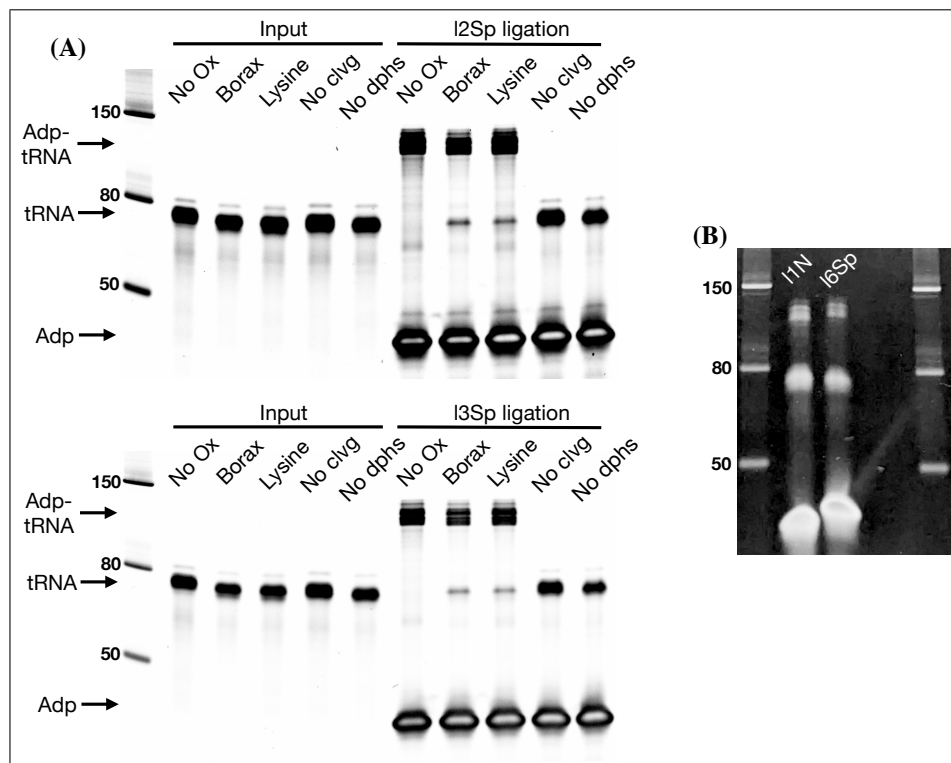 (A)
Input
I2Sp ligation
No Ox
Borax
Lysine
No clvg
No dphs
No Ox
Borax
Lysine
No clvg
No dphs
150
Adp-
tRNA
80
tRNA
50
Adp
Input
I3Sp ligation
No Ox
Borax
Lysine
No clvg
No dphs
No Ox
Borax
Lysine
No clvg
No dphs
150
Adp-
tRNA
80
tRNA
50
Adp
(B)
I1N
I6Sp
150
80
50